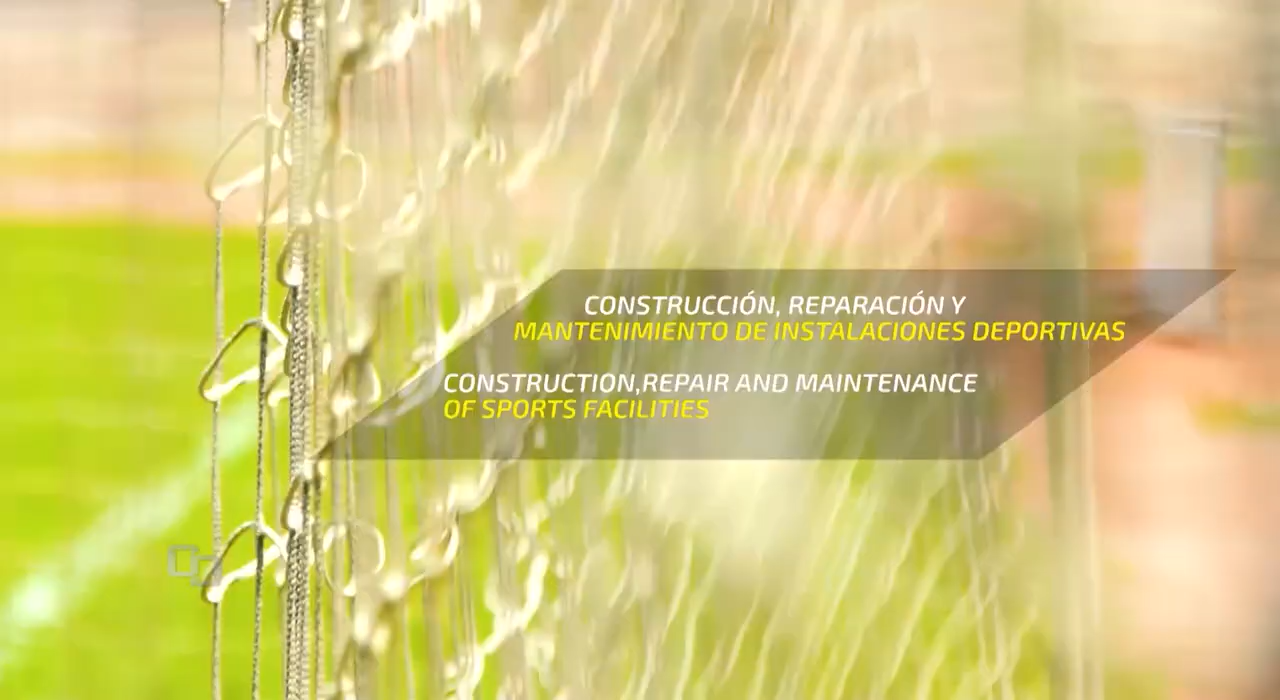 CONSTRUCCIÓN, REPARACIÓN Y
MANTENIMIENTO DE INSTALACIONES DEPORTIVAS
CONSTRUCTION,REPAIR AND MAINTENANCE
OF SPORTS FACILITIES